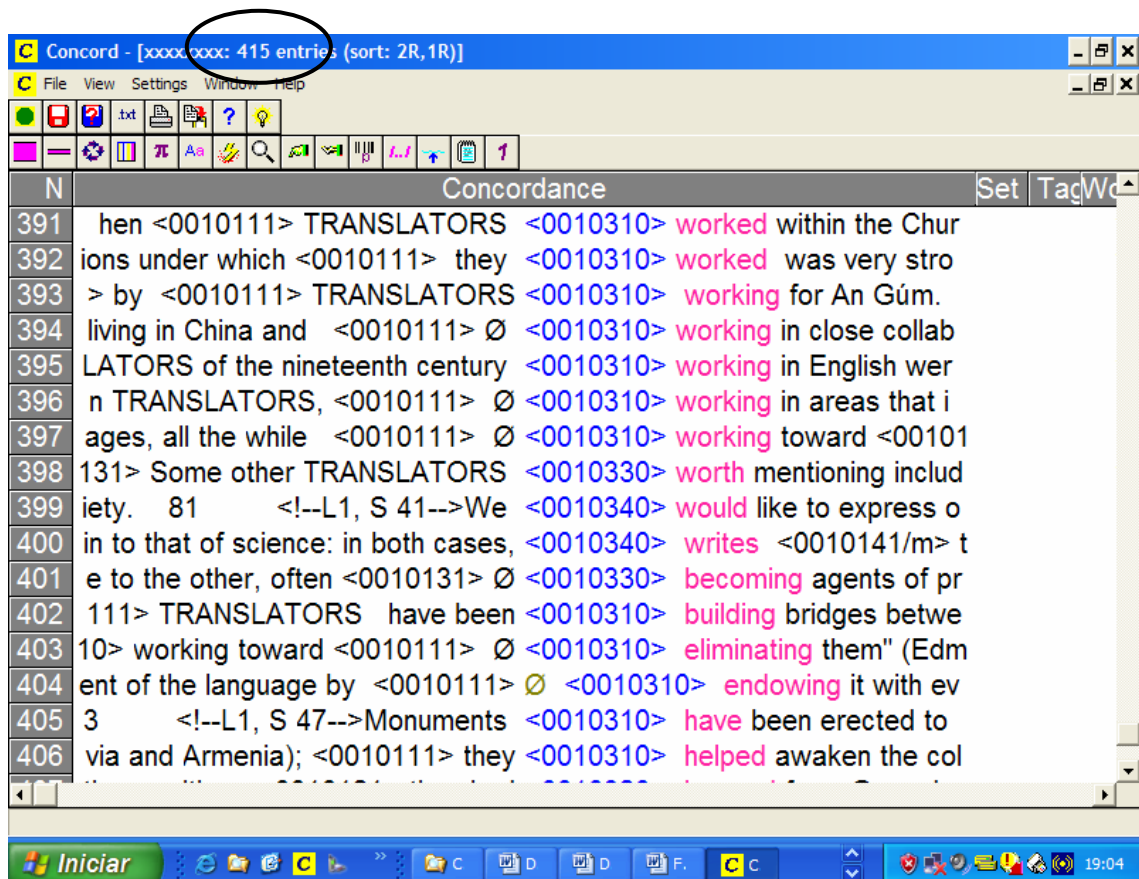 C Concord - [xxxxxxxx: 415 entries (sort: 2R,1R)]
C File View Settings Window Help
.txt ?
π Aa 1
N Concordance Set Tag Wo
391 hen <0010111> TRANSLATORS <0010310> worked within the Chur
392 ions under which <0010111> they <0010310> worked was very stro
393 > by <0010111> TRANSLATORS <0010310> working for An Gúm.
394 living in China and <0010111> Ø <0010310> working in close collab
395 LATORS of the nineteenth century <0010310> working in English wer
396 n TRANSLATORS, <0010111> Ø <0010310> working in areas that i
397 ages, all the while <0010111> Ø <0010310> working toward <00101
398 131> Some other TRANSLATORS <0010330> worth mentioning includ
399 iety. 81 <!--L1, S 41-->We <0010340> would like to express o
400 in to that of science: in both cases, <0010340> writes <0010141/m> t
401 e to the other, often <0010131> Ø <0010330> becoming agents of pr
402 111> TRANSLATORS have been <0010310> building bridges betwe
403 10> working toward <0010111> Ø <0010310> eliminating them" (Edm
404 ent of the language by <0010111> Ø <0010310> endowing it with ev
405 3 <!--L1, S 47-->Monuments <0010310> have been erected to
406 via and Armenia); <0010111> they <0010310> helped awaken the col
Iniciar C » C D D F. C C 19:04